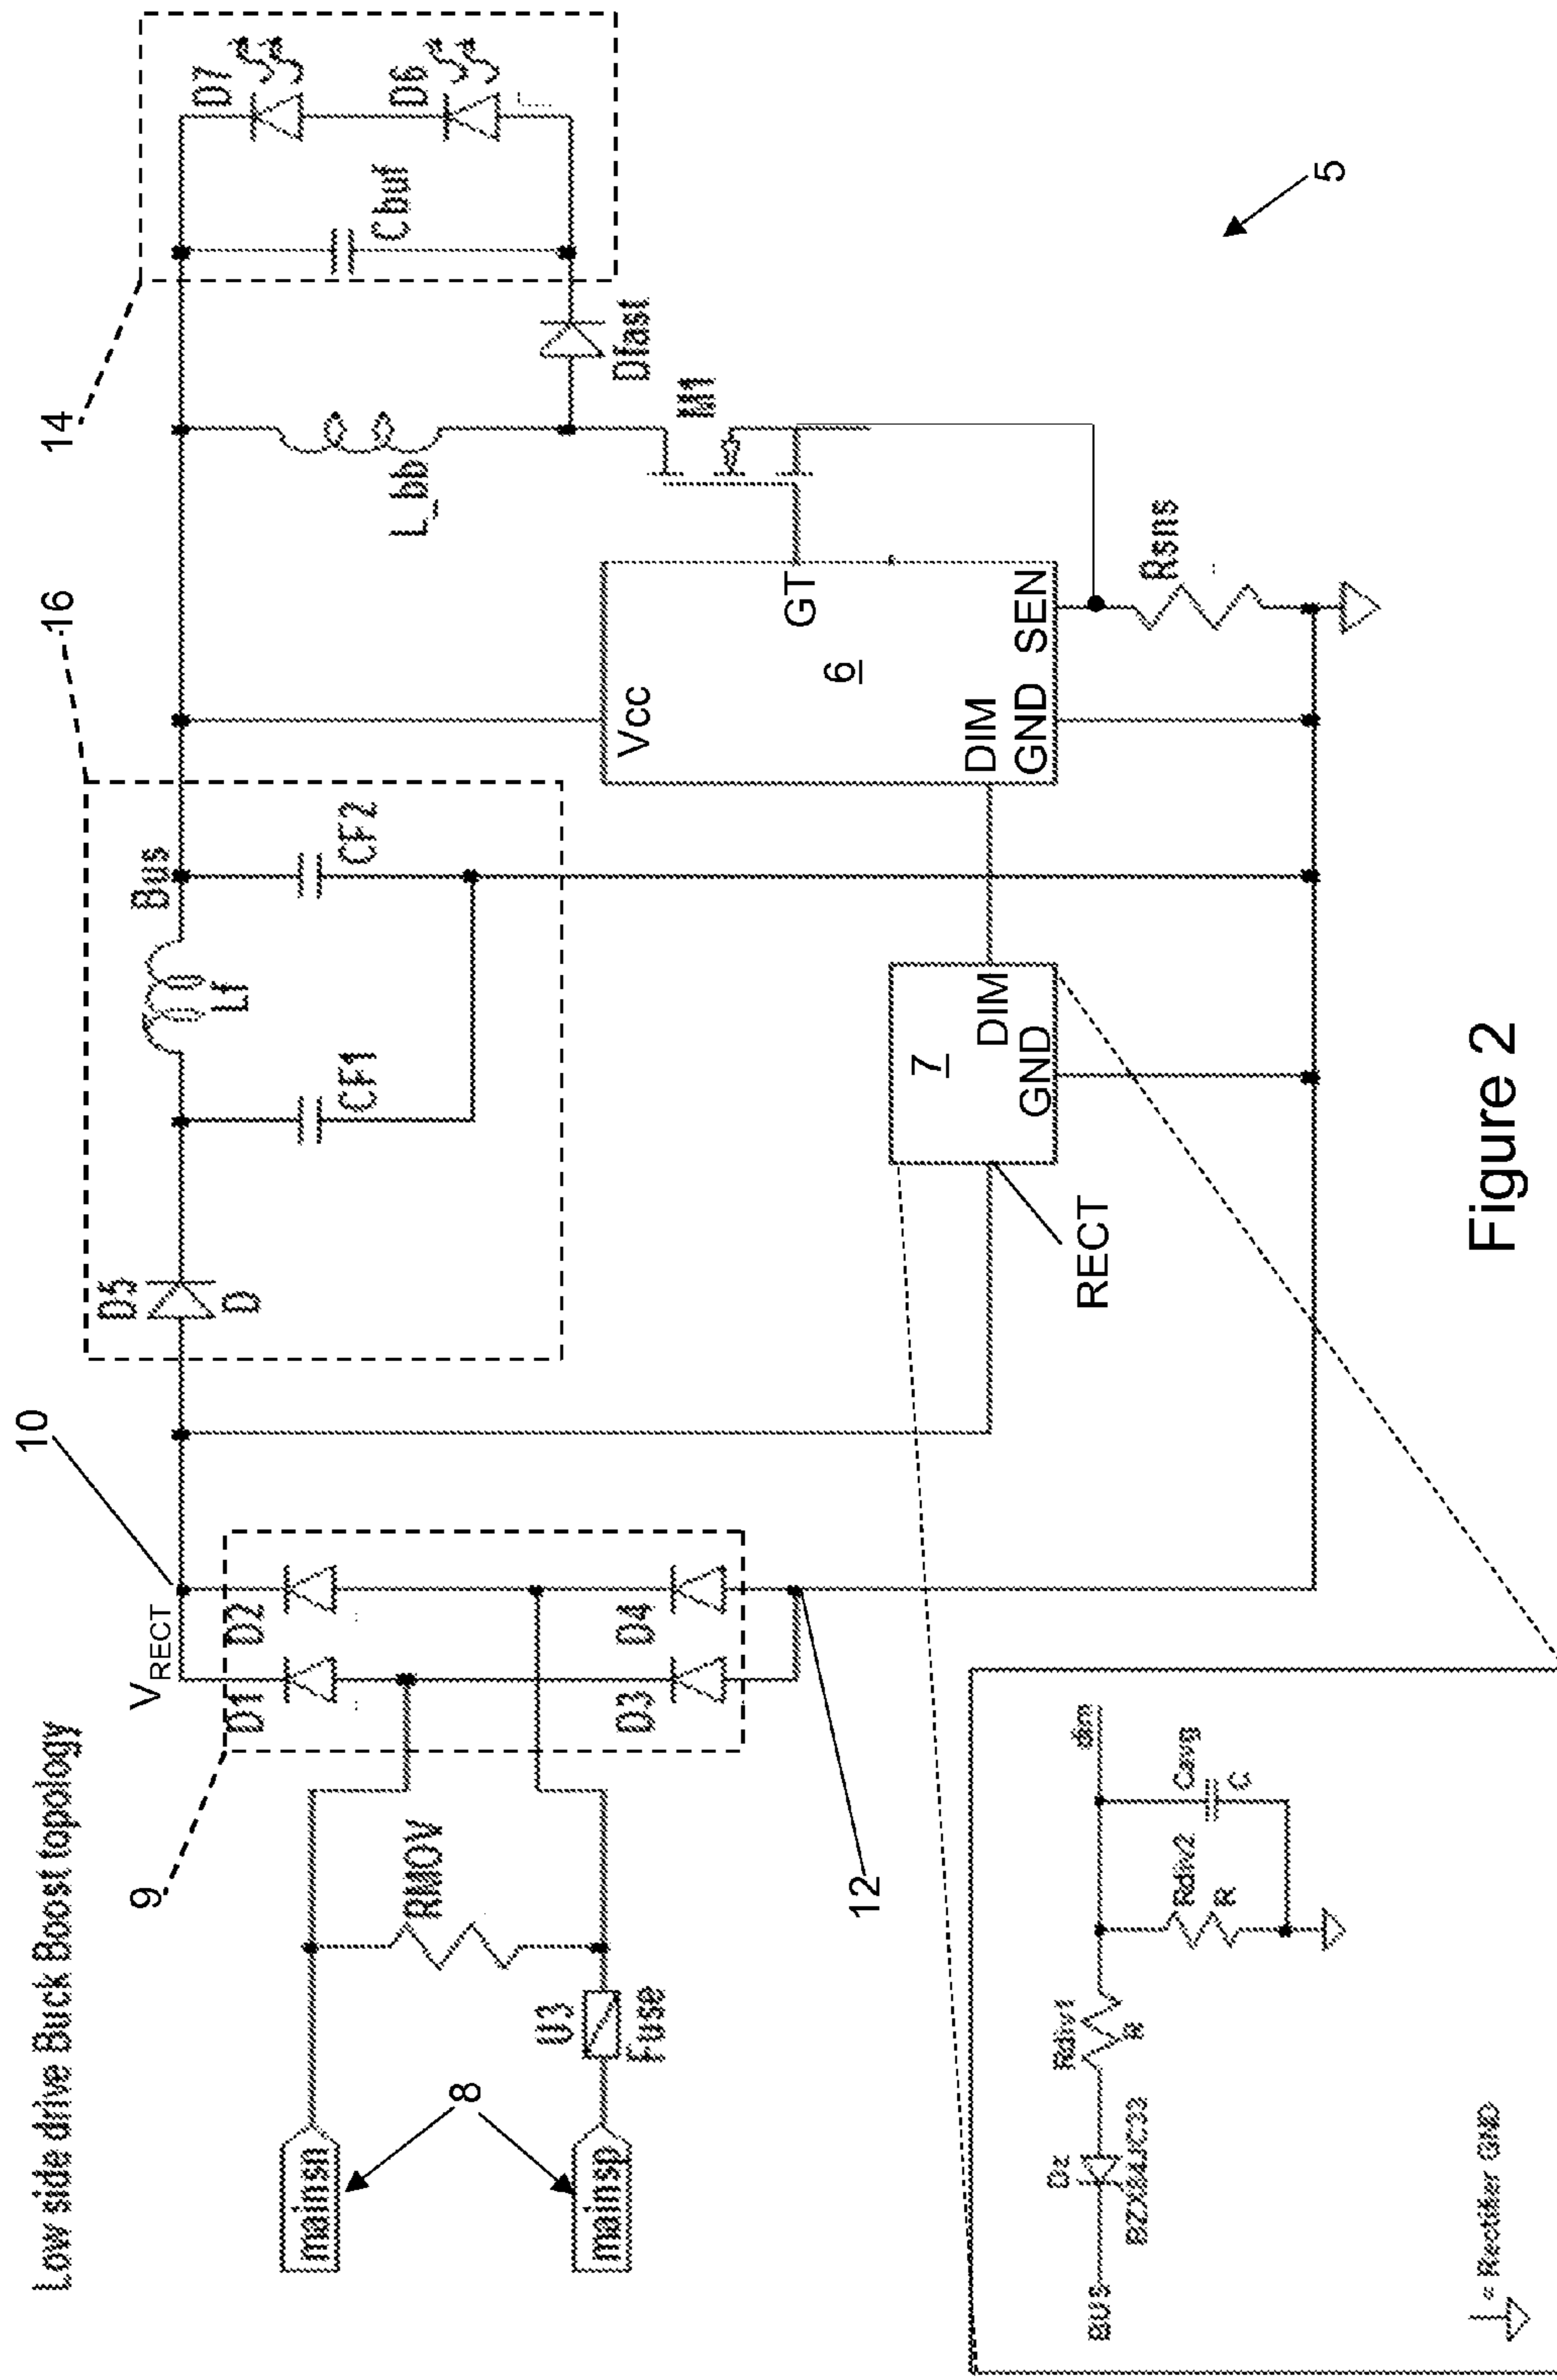 Low side drive Buck Boost topology
14
16
10
9
VRECT
D1
D2
D3
D4
D5
D
Lf
Bus
CF1
CF2
L_bb
Cbuf
D7
D6
Dfast
M1
mainsn
mainsp
8
RMOV
U3
Fuse
12
Vcc
GT
6
DIM
GND
SEN
Rsns
7
DIM
GND
RECT
5
BUS
Dz
Rdiv1
R
dim
Rdiv2
R
Cavg
C
= Rectifier GND
Figure 2